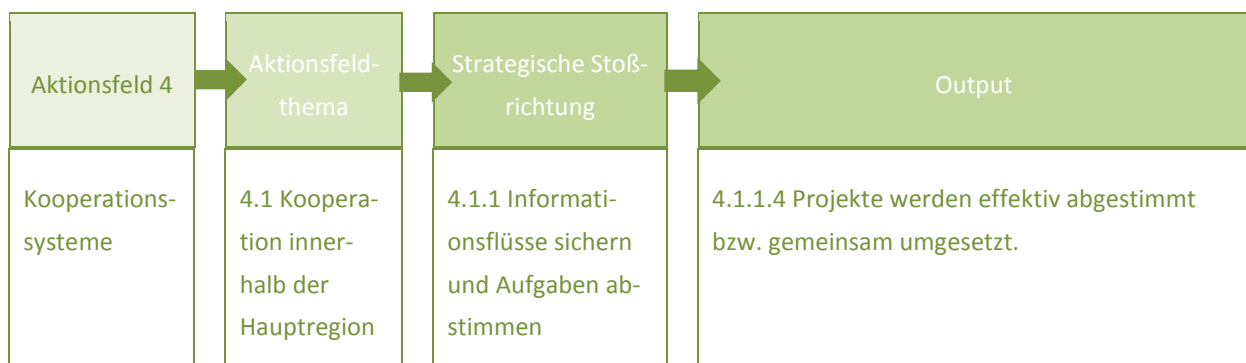 Aktionsfeld 4
Aktionsfeld-
thema
Strategische Stoß-
richtung
Output
Kooperations-
systeme
4.1 Koopera-
tion inner-
halb der
Hauptregion
4.1.1 Informati-
onsflüsse sichern
und Aufgaben ab-
stimmen
4.1.1.4 Projekte werden effektiv abgestimmt
bzw. gemeinsam umgesetzt.